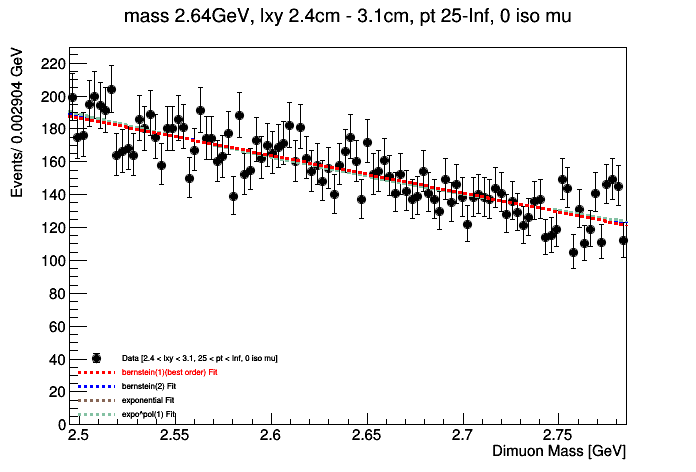 mass 2.64GeV, lxy 2.4cm - 3.1cm, pt 25-Inf, 0 iso mu
Events/ 0.002904 GeV
220
200
180
160
140
120
100
80
60
40
20
0
Data [2.4 < lxy < 3.1, 25 < pt < Inf, 0 iso mu]
bernstein(1)(best order) Fit
bernstein(2) Fit
exponential Fit
expo^pol(1) Fit
2.5 2.55 2.6 2.65 2.7 2.75
Dimuon Mass [GeV]